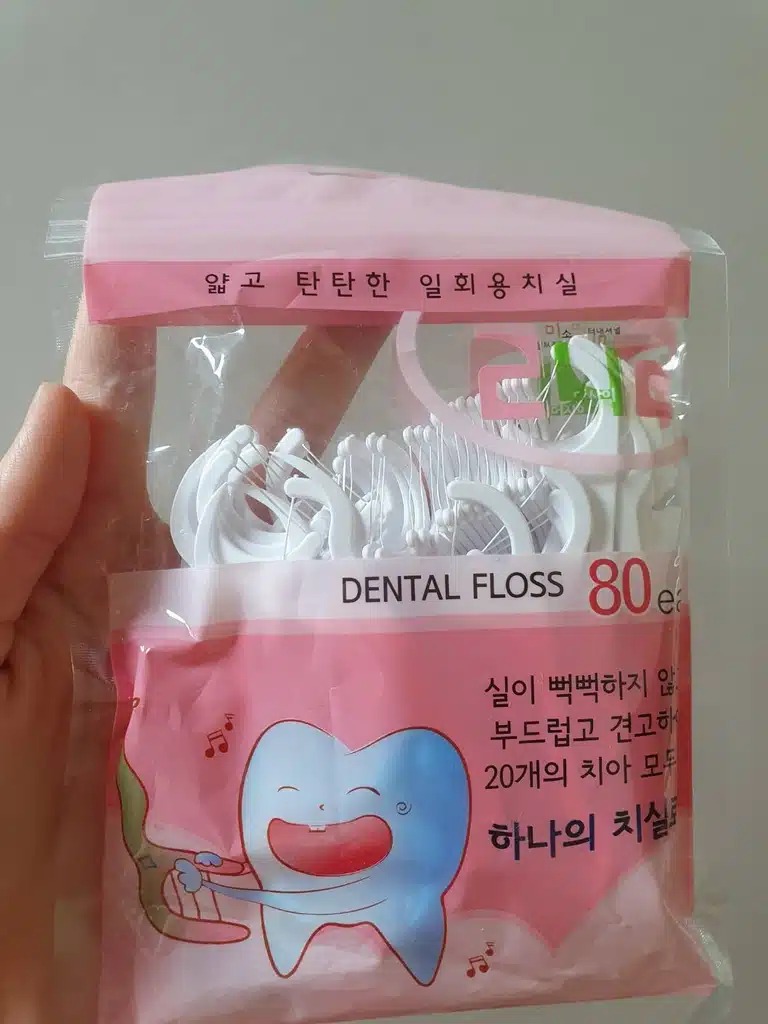 얇고 탄탄한 일회용치실
DENTAL FLOSS 80 ea
실이 뻑뻑하지 않
부드럽고 견고하
20개의 치아 모두
하나의 치실로